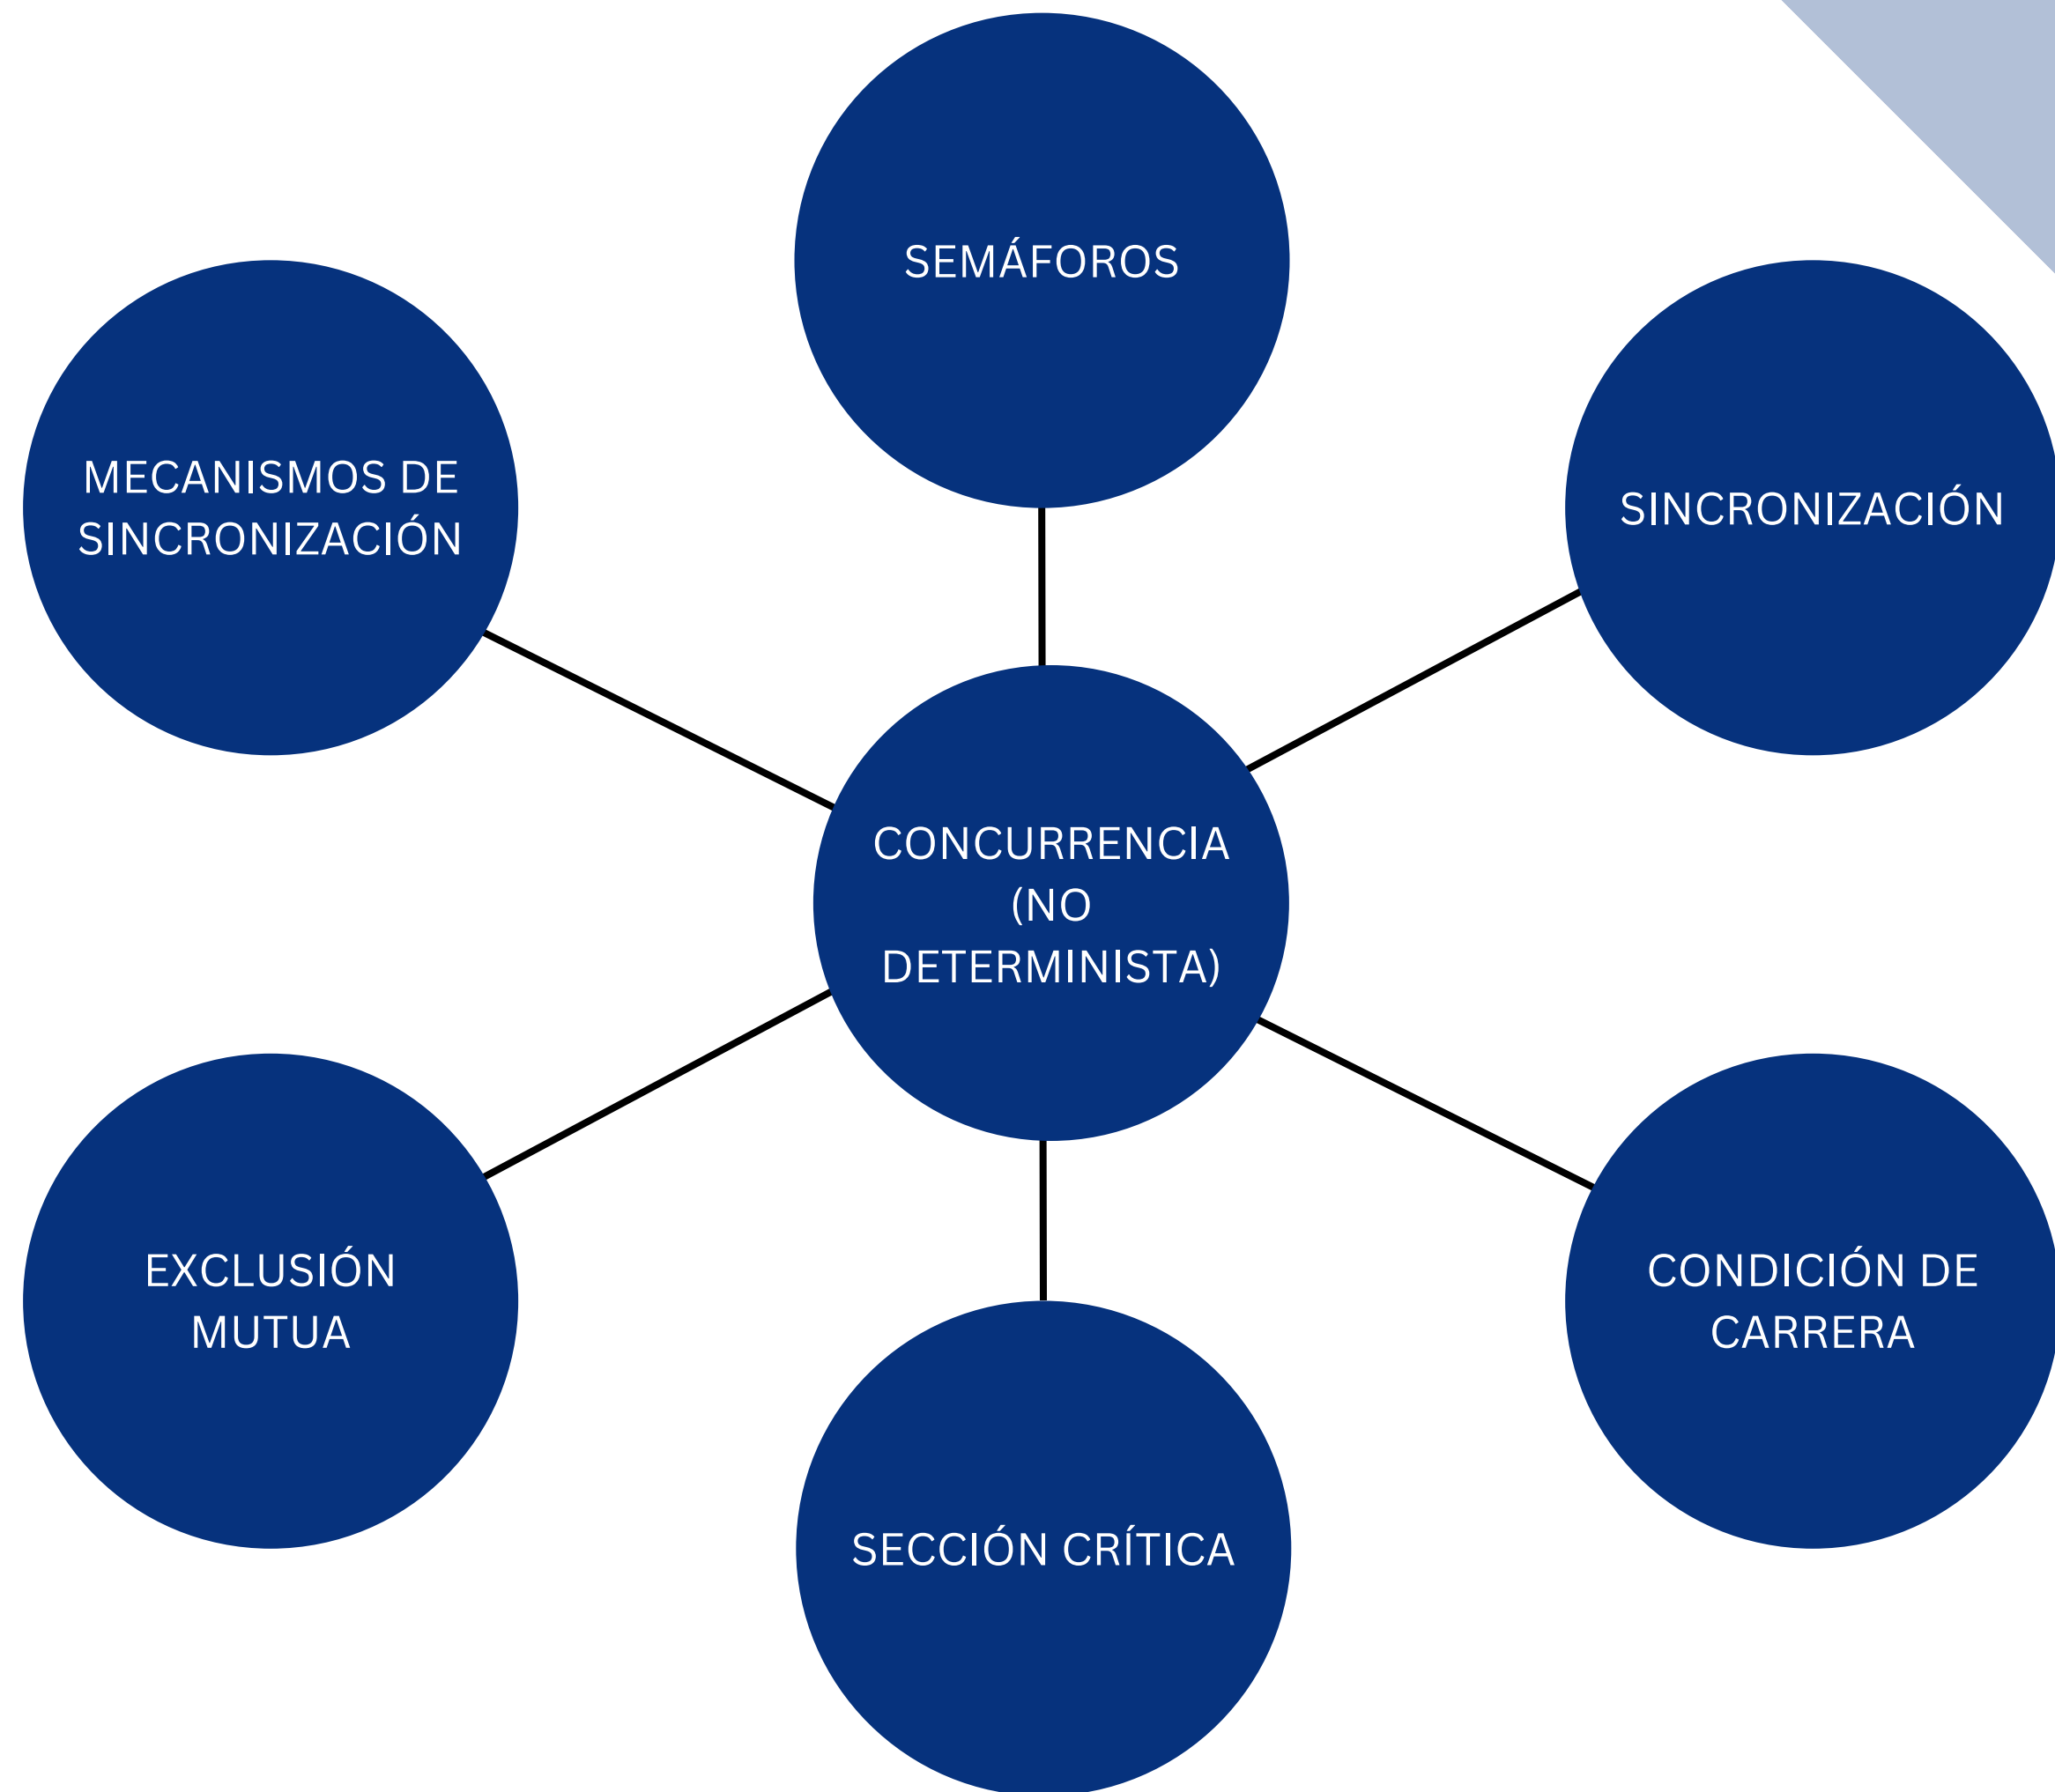 SEMÁFOROS
MECANISMOS DE
SINCRONIZACIÓN
SINCRONIZACIÓN
CONCURRENCIA
(NO
DETERMINISTA)
EXCLUSIÓN
MUTUA
CONDICIÓN DE
CARRERA
SECCIÓN CRÍTICA